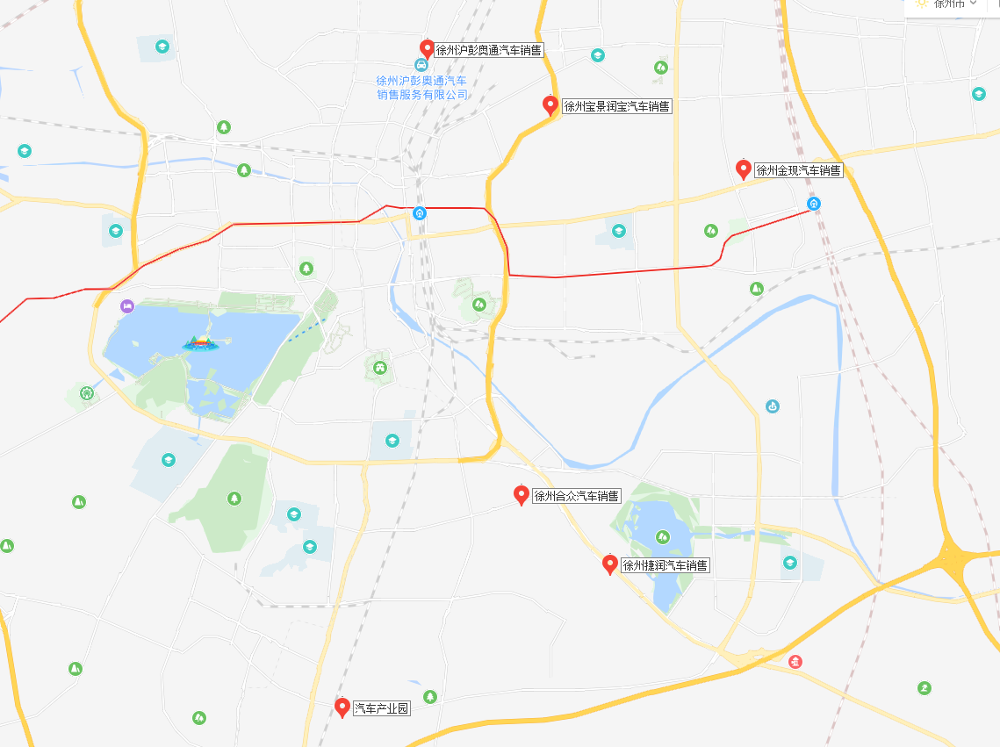 徐州市
徐州沪彭奥通汽车销售
徐州沪彭奥通汽车
销售服务有限公司
徐州宝景润宝汽车销售
徐州金现汽车销售
徐州合众汽车销售
徐州捷润汽车销售
汽车产业园